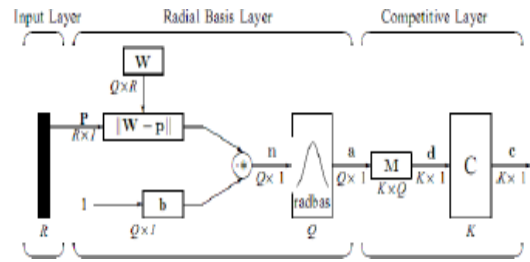 Input Layer Radial Basis Layer Competitive Layer
W
Q×R
P
R×1
||W − p||
n
Q× 1
a
Q× 1
M
K×Q
d
K× 1
C
c
K× 1
radbas
1
b
Q×1
R
Q
K